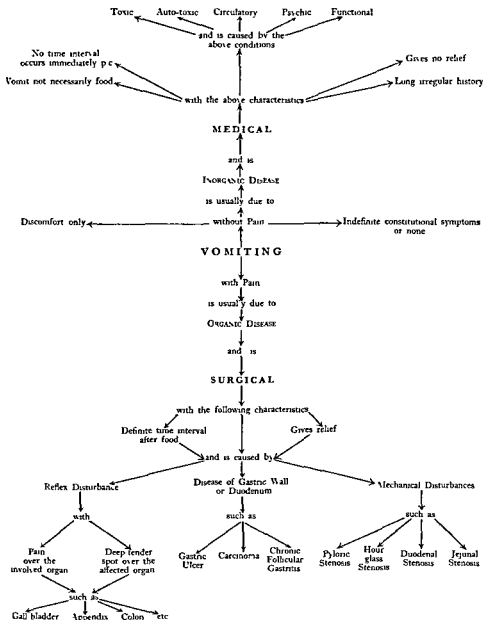 Toxic Auto-toxic Circulatory Psychic Functional
and is caused by the
above conditions
No time interval
occurs immediately p c
Gives no relief
Vomit not necessarily food
Long irregular history
with the above characteristics
MEDICAL
and is
INORGANIC DISEASE
is usually due to
Discomfort only
without Pain
Indefinite constitutional symptoms
or none
VOMITING
with Pain
is usually due to
ORGANIC DISEASE
and is
SURGICAL
with the following characteristics
Definite time interval
after food
Gives relief
and is caused by
Reflex Disturbance
Disease of Gastric Wall
or Duodenum
Mechanical Disturbances
with
such as
such as
Pain
over the
involved organ
Deep tender
spot over the
affected organ
Gastric
Ulcer
Carcinoma
Chronic
Follicular
Gastritis
Pyloric
Stenosis
Hour
glass
Stenosis
Duodenal
Stenosis
Jejunal
Stenosis
such as
Gall bladder Appendix Colon etc